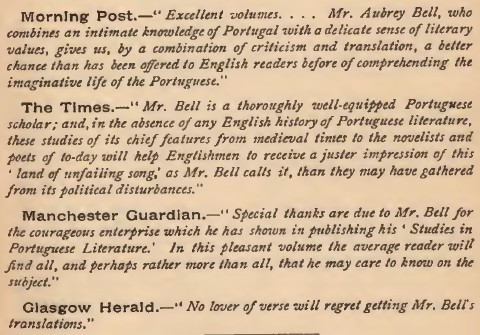 Morning Post.—“Excellent volumes. . . . Mr. Aubrey Bell, who
combines an intimate knowledge of Portugal with a delicate sense of literary
values, gives us, by a combination of criticism and translation, a better
chance than has been offered to English readers before of comprehending the
imaginative life of the Portuguese.”
The Times.—“Mr. Bell is a thoroughly well-equipped Portuguese
scholar; and, in the absence of any English history of Portuguese literature,
these studies of its chief features from medieval times to the novelists and
poets of to-day will help Englishmen to receive a juster impression of this
‘land of unfailing song,’ as Mr. Bell calls it, than they may have gathered
from its political disturbances.”
Manchester Guardian.—“Special thanks are due to Mr. Bell for
the courageous enterprise which he has shown in publishing his ‘Studies in
Portuguese Literature.’ In this pleasant volume the average reader will
find all, and perhaps rather more than all, that he may care to know on the
subject.”
Glasgow Herald.—“No lover of verse will regret getting Mr. Bell's
translations.”